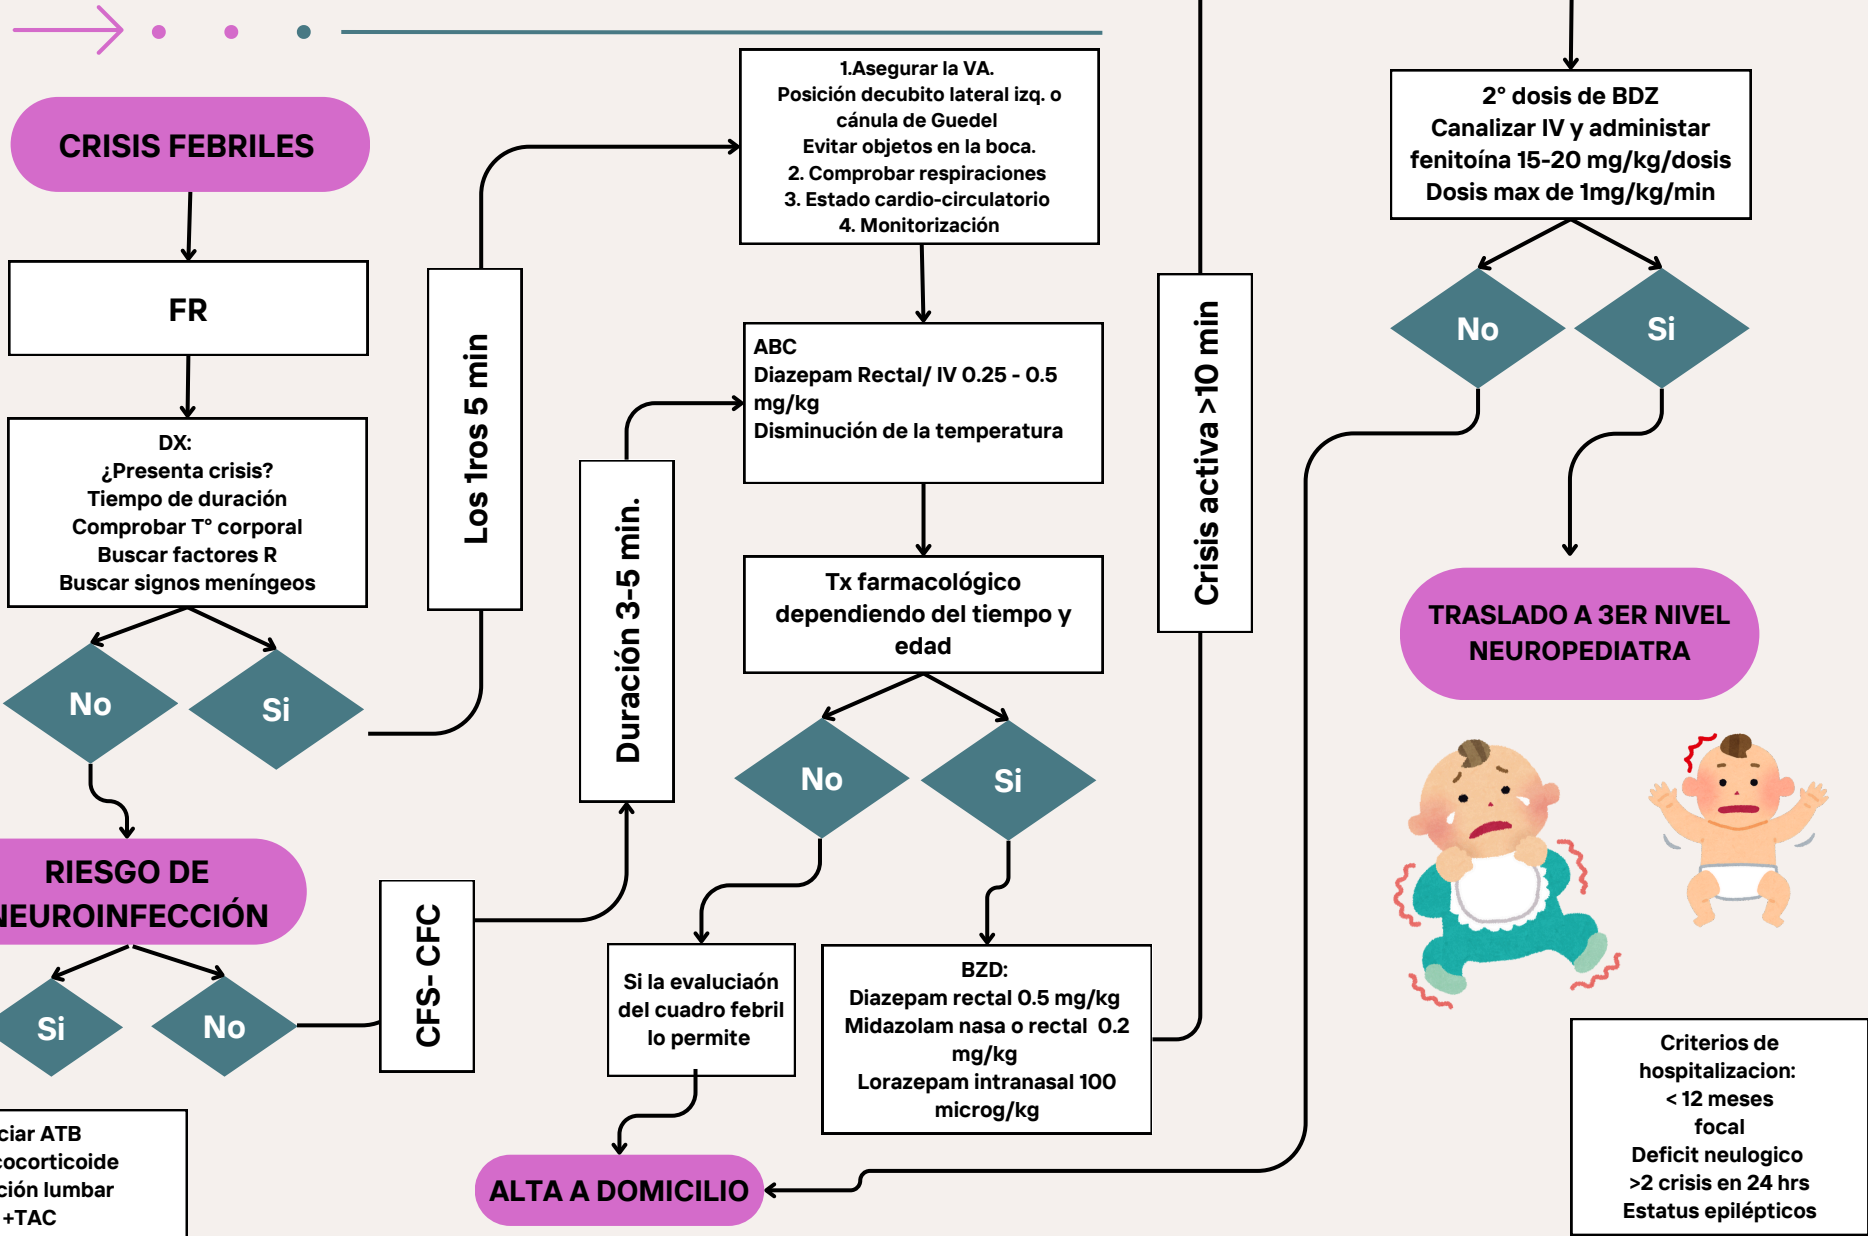 CRISIS FEBRILES
FR
DX:
¿Presenta crisis?
Tiempo de duración
Comprobar T° corporal
Buscar factores R
Buscar signos meníngeos
No
Si
RIESGO DE
NEUROINFECCIÓN
Si
No
ciar ATB
cocorticoide
ción lumbar
+TAC
CFS- CFC
Los 1ros 5 min
Duración 3-5 min.
1.Asegurar la VA.
Posición decubito lateral izq. o
cánula de Guedel
Evitar objetos en la boca.
2. Comprobar respiraciones
3. Estado cardio-circulatorio
4. Monitorización
ABC
Diazepam Rectal/ IV 0.25 - 0.5
mg/kg
Disminución de la temperatura
Tx farmacológico
dependiendo del tiempo y
edad
No
Si
Si la evaluciaón
del cuadro febril
lo permite
BZD:
Diazepam rectal 0.5 mg/kg
Midazolam nasa o rectal 0.2
mg/kg
Lorazepam intranasal 100
microg/kg
ALTA A DOMICILIO
Crisis activa >10 min
2° dosis de BDZ
Canalizar IV y administar
fenitoína 15-20 mg/kg/dosis
Dosis max de 1mg/kg/min
No
Si
TRASLADO A 3ER NIVEL
NEUROPEDIATRA
Criterios de
hospitalizacion:
< 12 meses
focal
Deficit neulogico
>2 crisis en 24 hrs
Estatus epilépticos